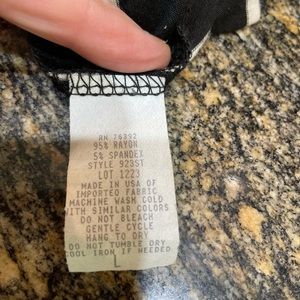 RN 76392
95% RAYON
5% SPANDEX
STYLE 923ST
LOT 1223
MADE IN USA OF
IMPORTED FABRIC
MACHINE WASH COLD
WITH SIMILAR COLORS
DO NOT BLEACH
GENTLE CYCLE
HANG TO DRY
DO NOT TUMBLE DRY
COOL IRON IF NEEDED
L